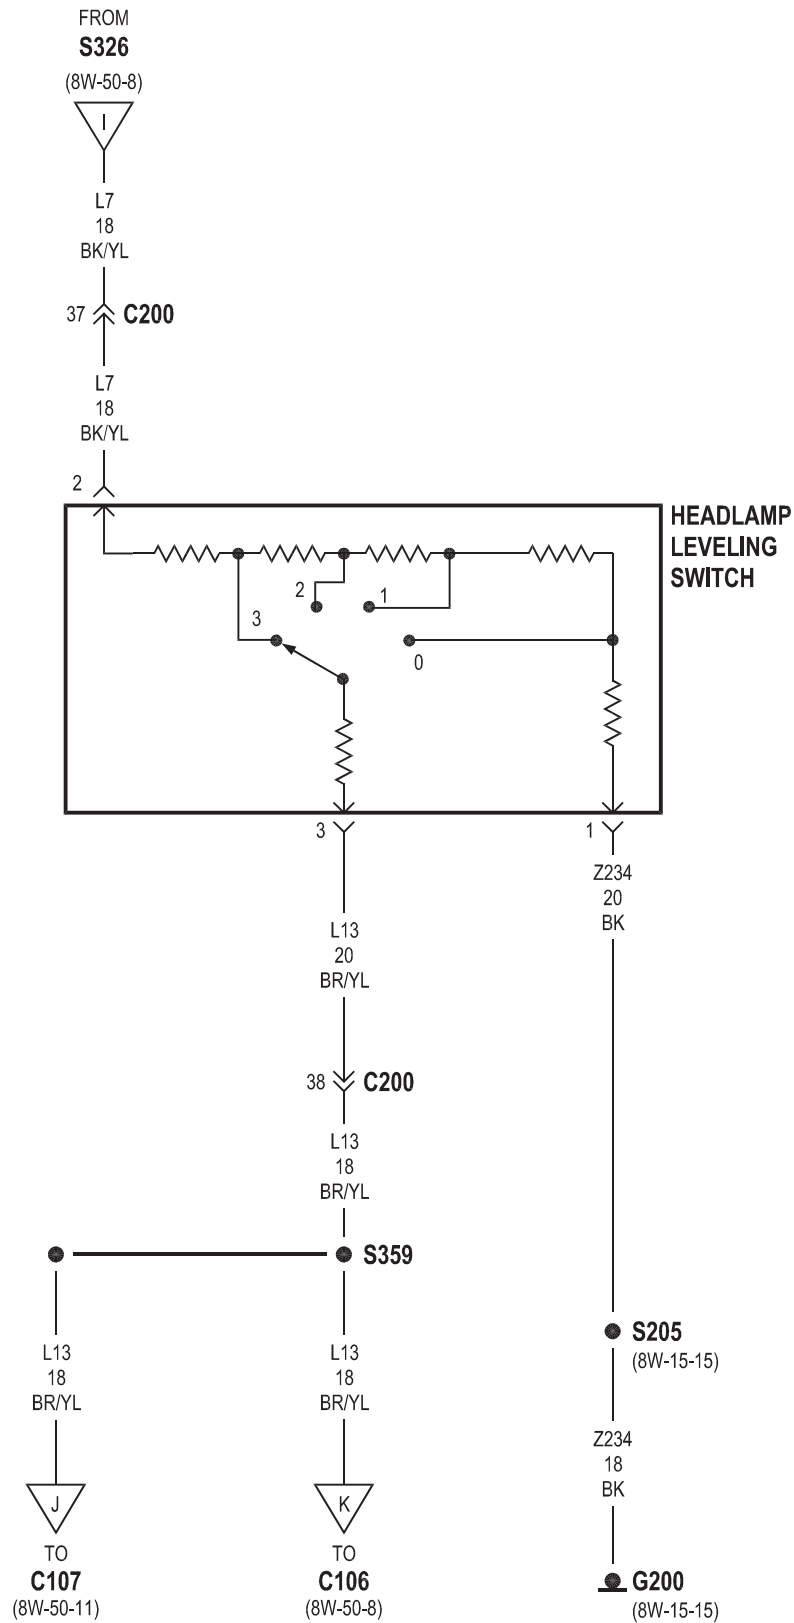 FROM
S326
(8W-50-8)
I
L7
18
BK/YL
37
C200
L7
18
BK/YL
2
HEADLAMP
LEVELING
SWITCH
2
1
3
0
3
1
Z234
20
BK
L13
20
BR/YL
38
C200
L13
18
BR/YL
S359
S205
(8W-15-15)
L13
18
BR/YL
L13
18
BR/YL
Z234
18
BK
J
TO
C107
(8W-50-11)
K
TO
C106
(8W-50-8)
G200
(8W-15-15)